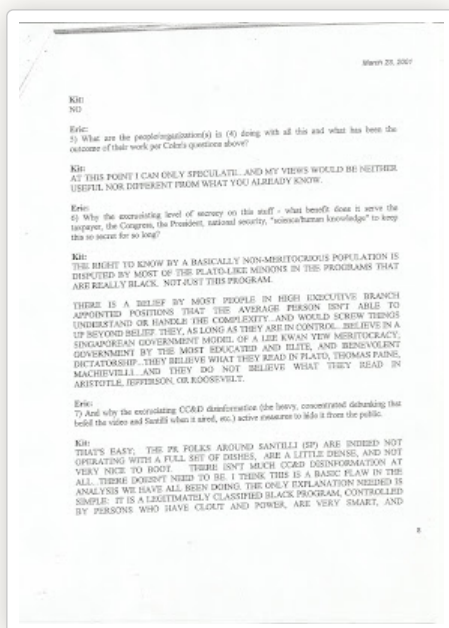 March 23, 2001
Kit:
NO
Eric:
5) What are the people/organization(s) in (4) doing with all this and what has been the
outcome of their work per Colm's questions above?
Kit:
AT THIS POINT I CAN ONLY SPECULATE...AND MY VIEWS WOULD BE NEITHER
USEFUL NOR DIFFERENT FROM WHAT YOU ALREADY KNOW.
Eric:
6) Why the excruciating level of secrecy on this stuff - what benefit does it serve the
taxpayer, the Congress, the President, national security, "science/human knowledge" to keep
this so secret for so long?
Kit:
THE RIGHT TO KNOW BY A BASICALLY NON-MERITOCRIOUS POPULATION IS
DISPUTED BY MOST OF THE PLATO-LIKE MINIONS IN THE PROGRAMS THAT
ARE REALLY BLACK. NOT JUST THIS PROGRAM.
THERE IS A BELIEF BY MOST PEOPLE IN HIGH EXECUTIVE BRANCH
APPOINTED POSITIONS THAT THE AVERAGE PERSON ISN'T ABLE TO
UNDERSTAND OR HANDLE THE COMPLEXITY...AND WOULD SCREW THINGS
UP BEYOND BELIEF. THEY, AS LONG AS THEY ARE IN CONTROL...BELIEVE IN A
SINGAPOREAN GOVERNMENT MODEL OF A LEE KWAN YEW MERITOCRACY;
GOVERNMENT BY THE MOST EDUCATED AND ELITE, AND BENEVOLENT
DICTATORSHIP...THEY BELIEVE WHAT THEY READ IN PLATO, THOMAS PAINE,
MACHIEVELLI...AND THEY DO NOT BELIEVE WHAT THEY READ IN
ARISTOTLE, JEFFERSON, OR ROOSEVELT.
Eric:
7) And why the excruciating CC&D disinformation (the heavy, concentrated debunking that
befell the video and Santilli when it aired, etc.) active measures to hide it from the public.
Kit:
THAT'S EASY; THE PR FOLKS AROUND SANTILLI (SP) ARE INDEED NOT
OPERATING WITH A FULL SET OF DISHES, ARE A LITTLE DENSE, AND NOT
VERY NICE TO BOOT. THERE ISN'T MUCH CC&D DISINFORMATION AT
ALL. THERE DOESN'T NEED TO BE. I THINK THIS IS A BASIC FLAW IN THE
ANALYSIS WE HAVE ALL BEEN DOING. THE ONLY EXPLANATION NEEDED IS
SIMPLE: IT IS A LEGITIMATELY CLASSIFIED BLACK PROGRAM, CONTROLLED
BY PERSONS WHO HAVE CLOUT AND POWER, ARE VERY SMART, AND